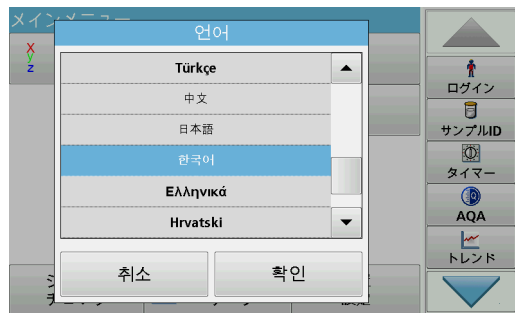 メインメニュー
언어
x
y
z
Türkçe
中文
日本語
한국어
Ελληνικά
Hrvatski
취소
확인
ログイン
サンプルID
タイマー
AQA
トレンド